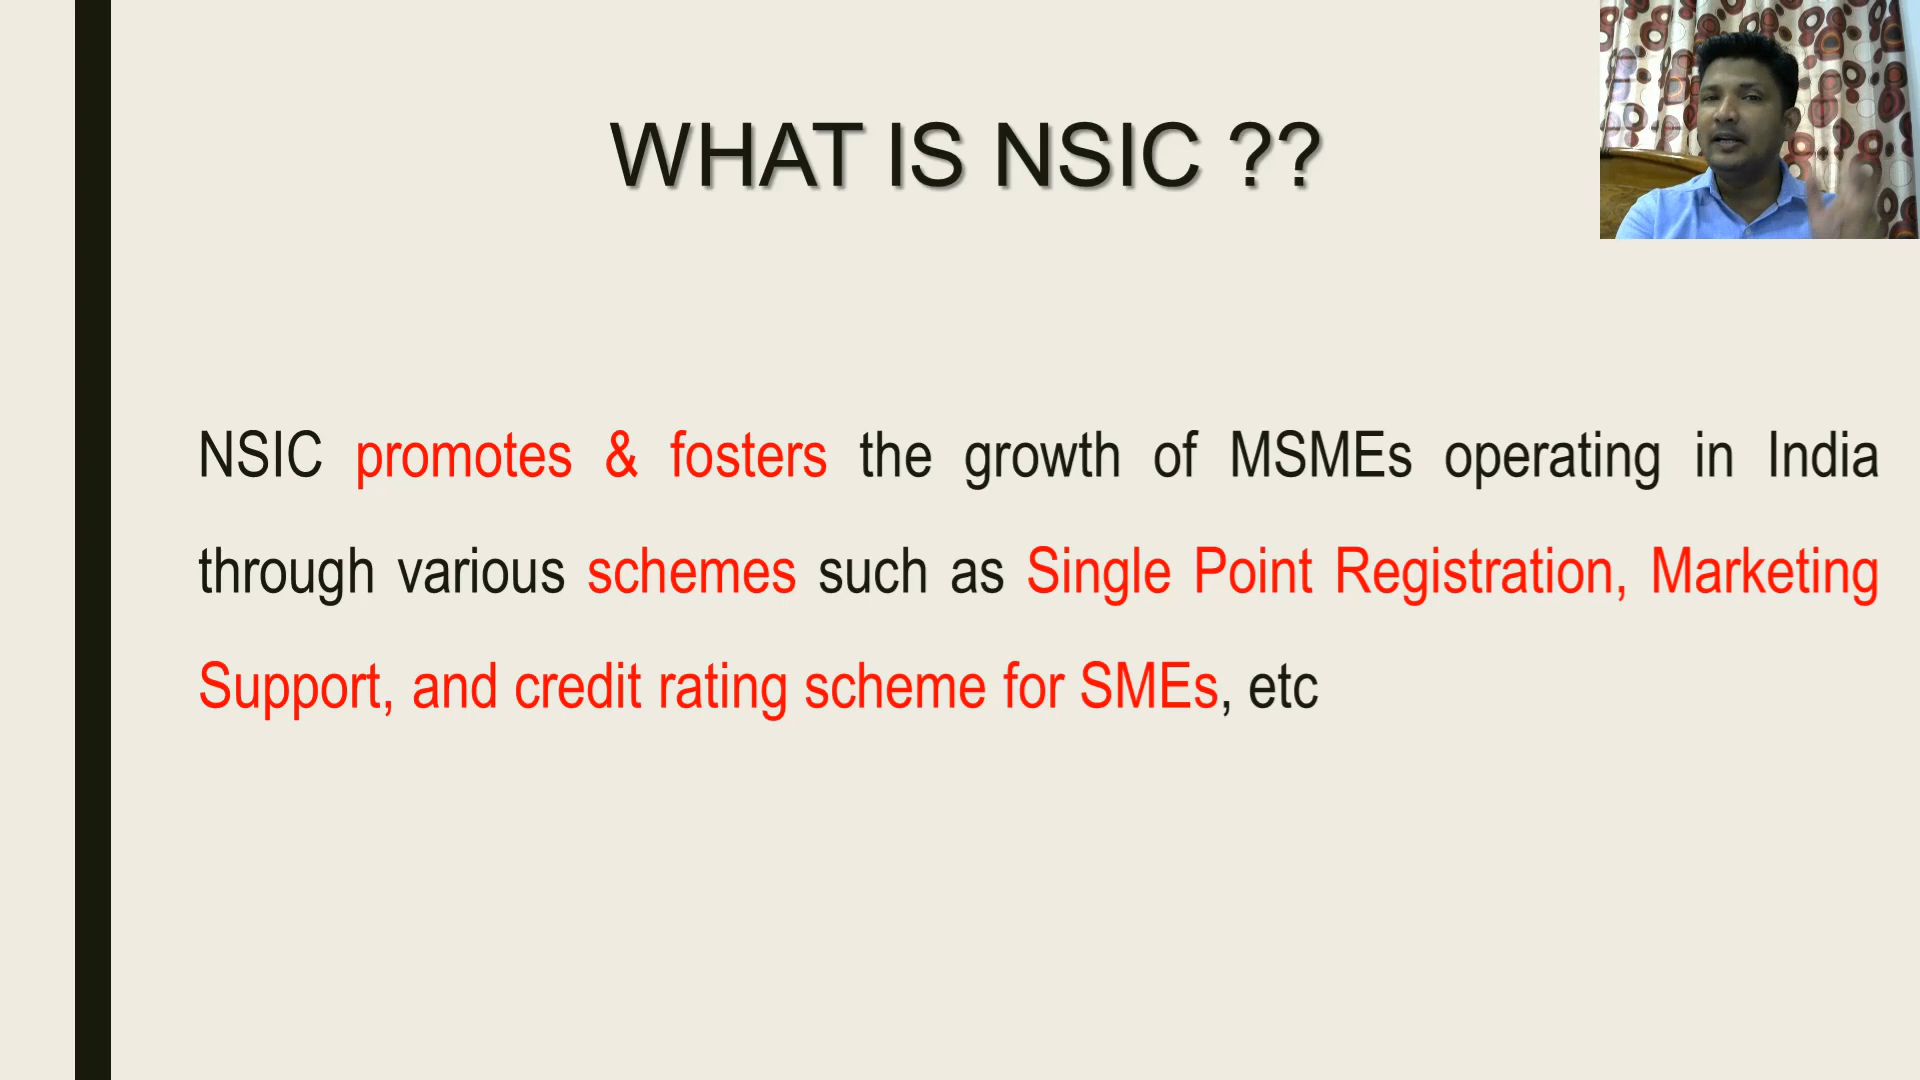 WHAT IS NSIC ??
NSIC promotes & fosters the growth of MSMEs operating in India
through various schemes such as Single Point Registration, Marketing
Support, and credit rating scheme for SMEs, etc